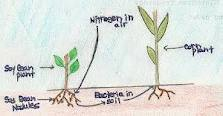 Nitrogen in
air
Soy Bean
plant
Corn
plant
Soy Bean
Nodules
Bacteria in
Soil